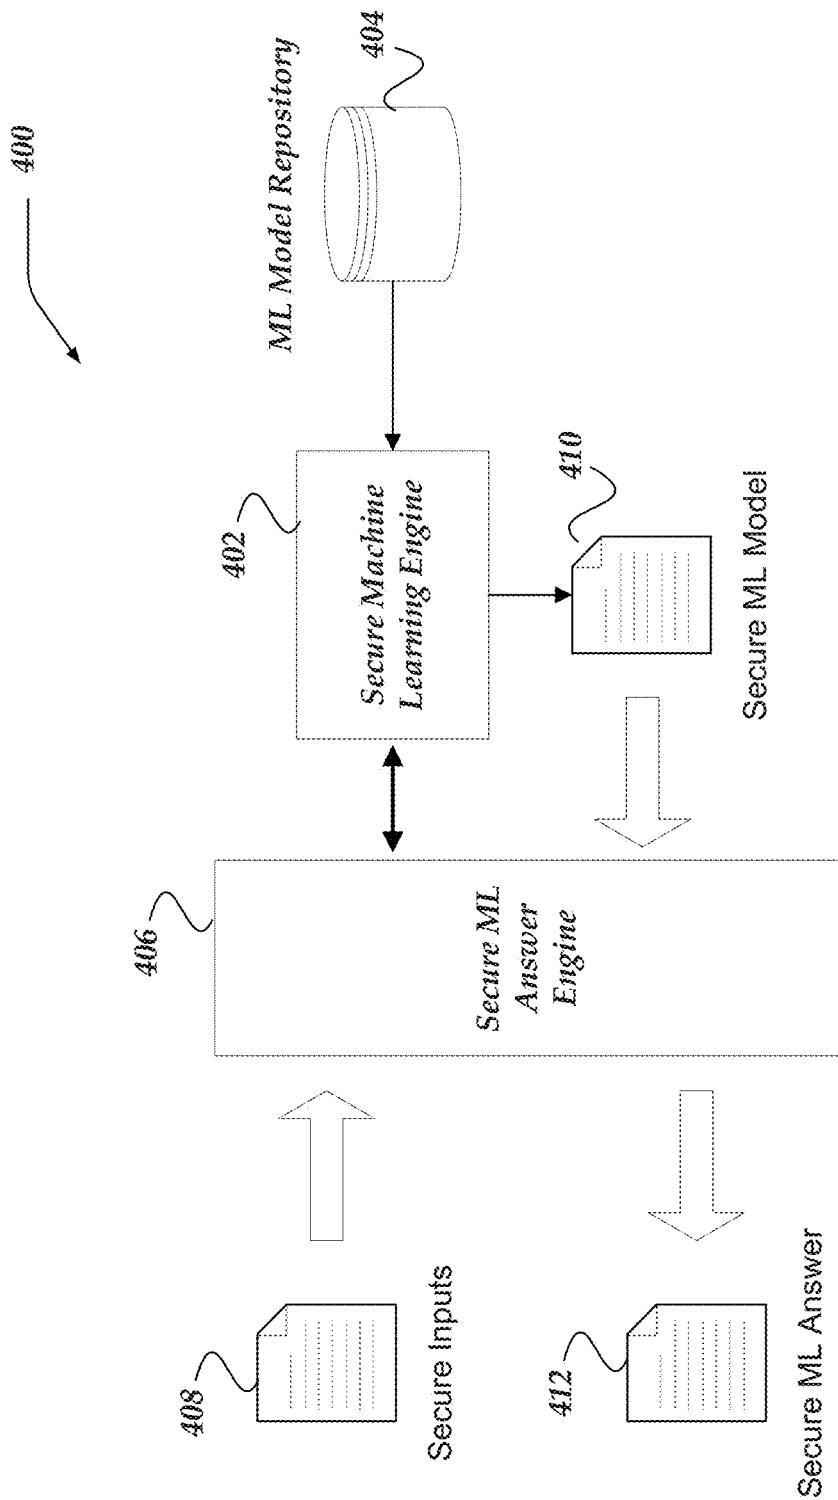 400
ML Model Repository
404
402
Secure Machine
Learning Engine
410
Secure ML Model
406
Secure ML
Answer
Engine
408
Secure Inputs
412
Secure ML Answer